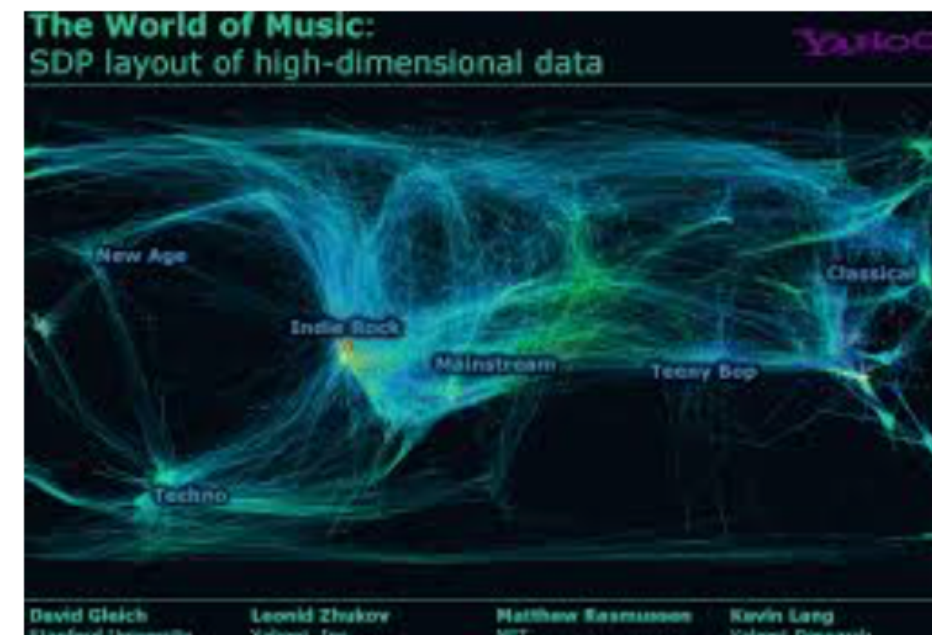 The World of Music:
SDP layout of high-dimensional data
YAHOO
New Age
Classical
Indie Rock
Mainstream
Teeny Bop
Techno
David Gleich Leonid Zhukov Matthew Rasmussen Kevin Lang